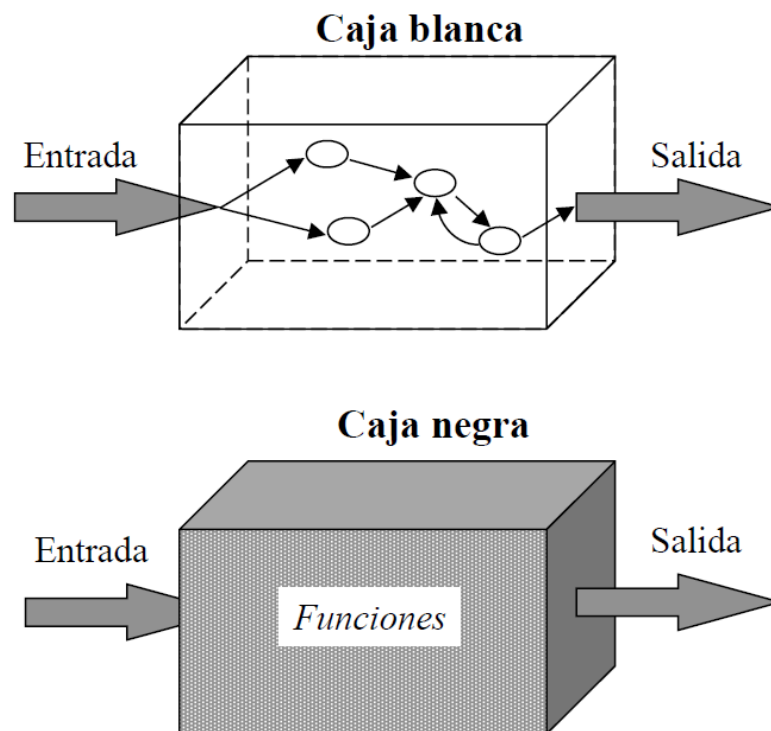 Caja blanca
Entrada
Salida
Caja negra
Entrada
Salida
Funciones